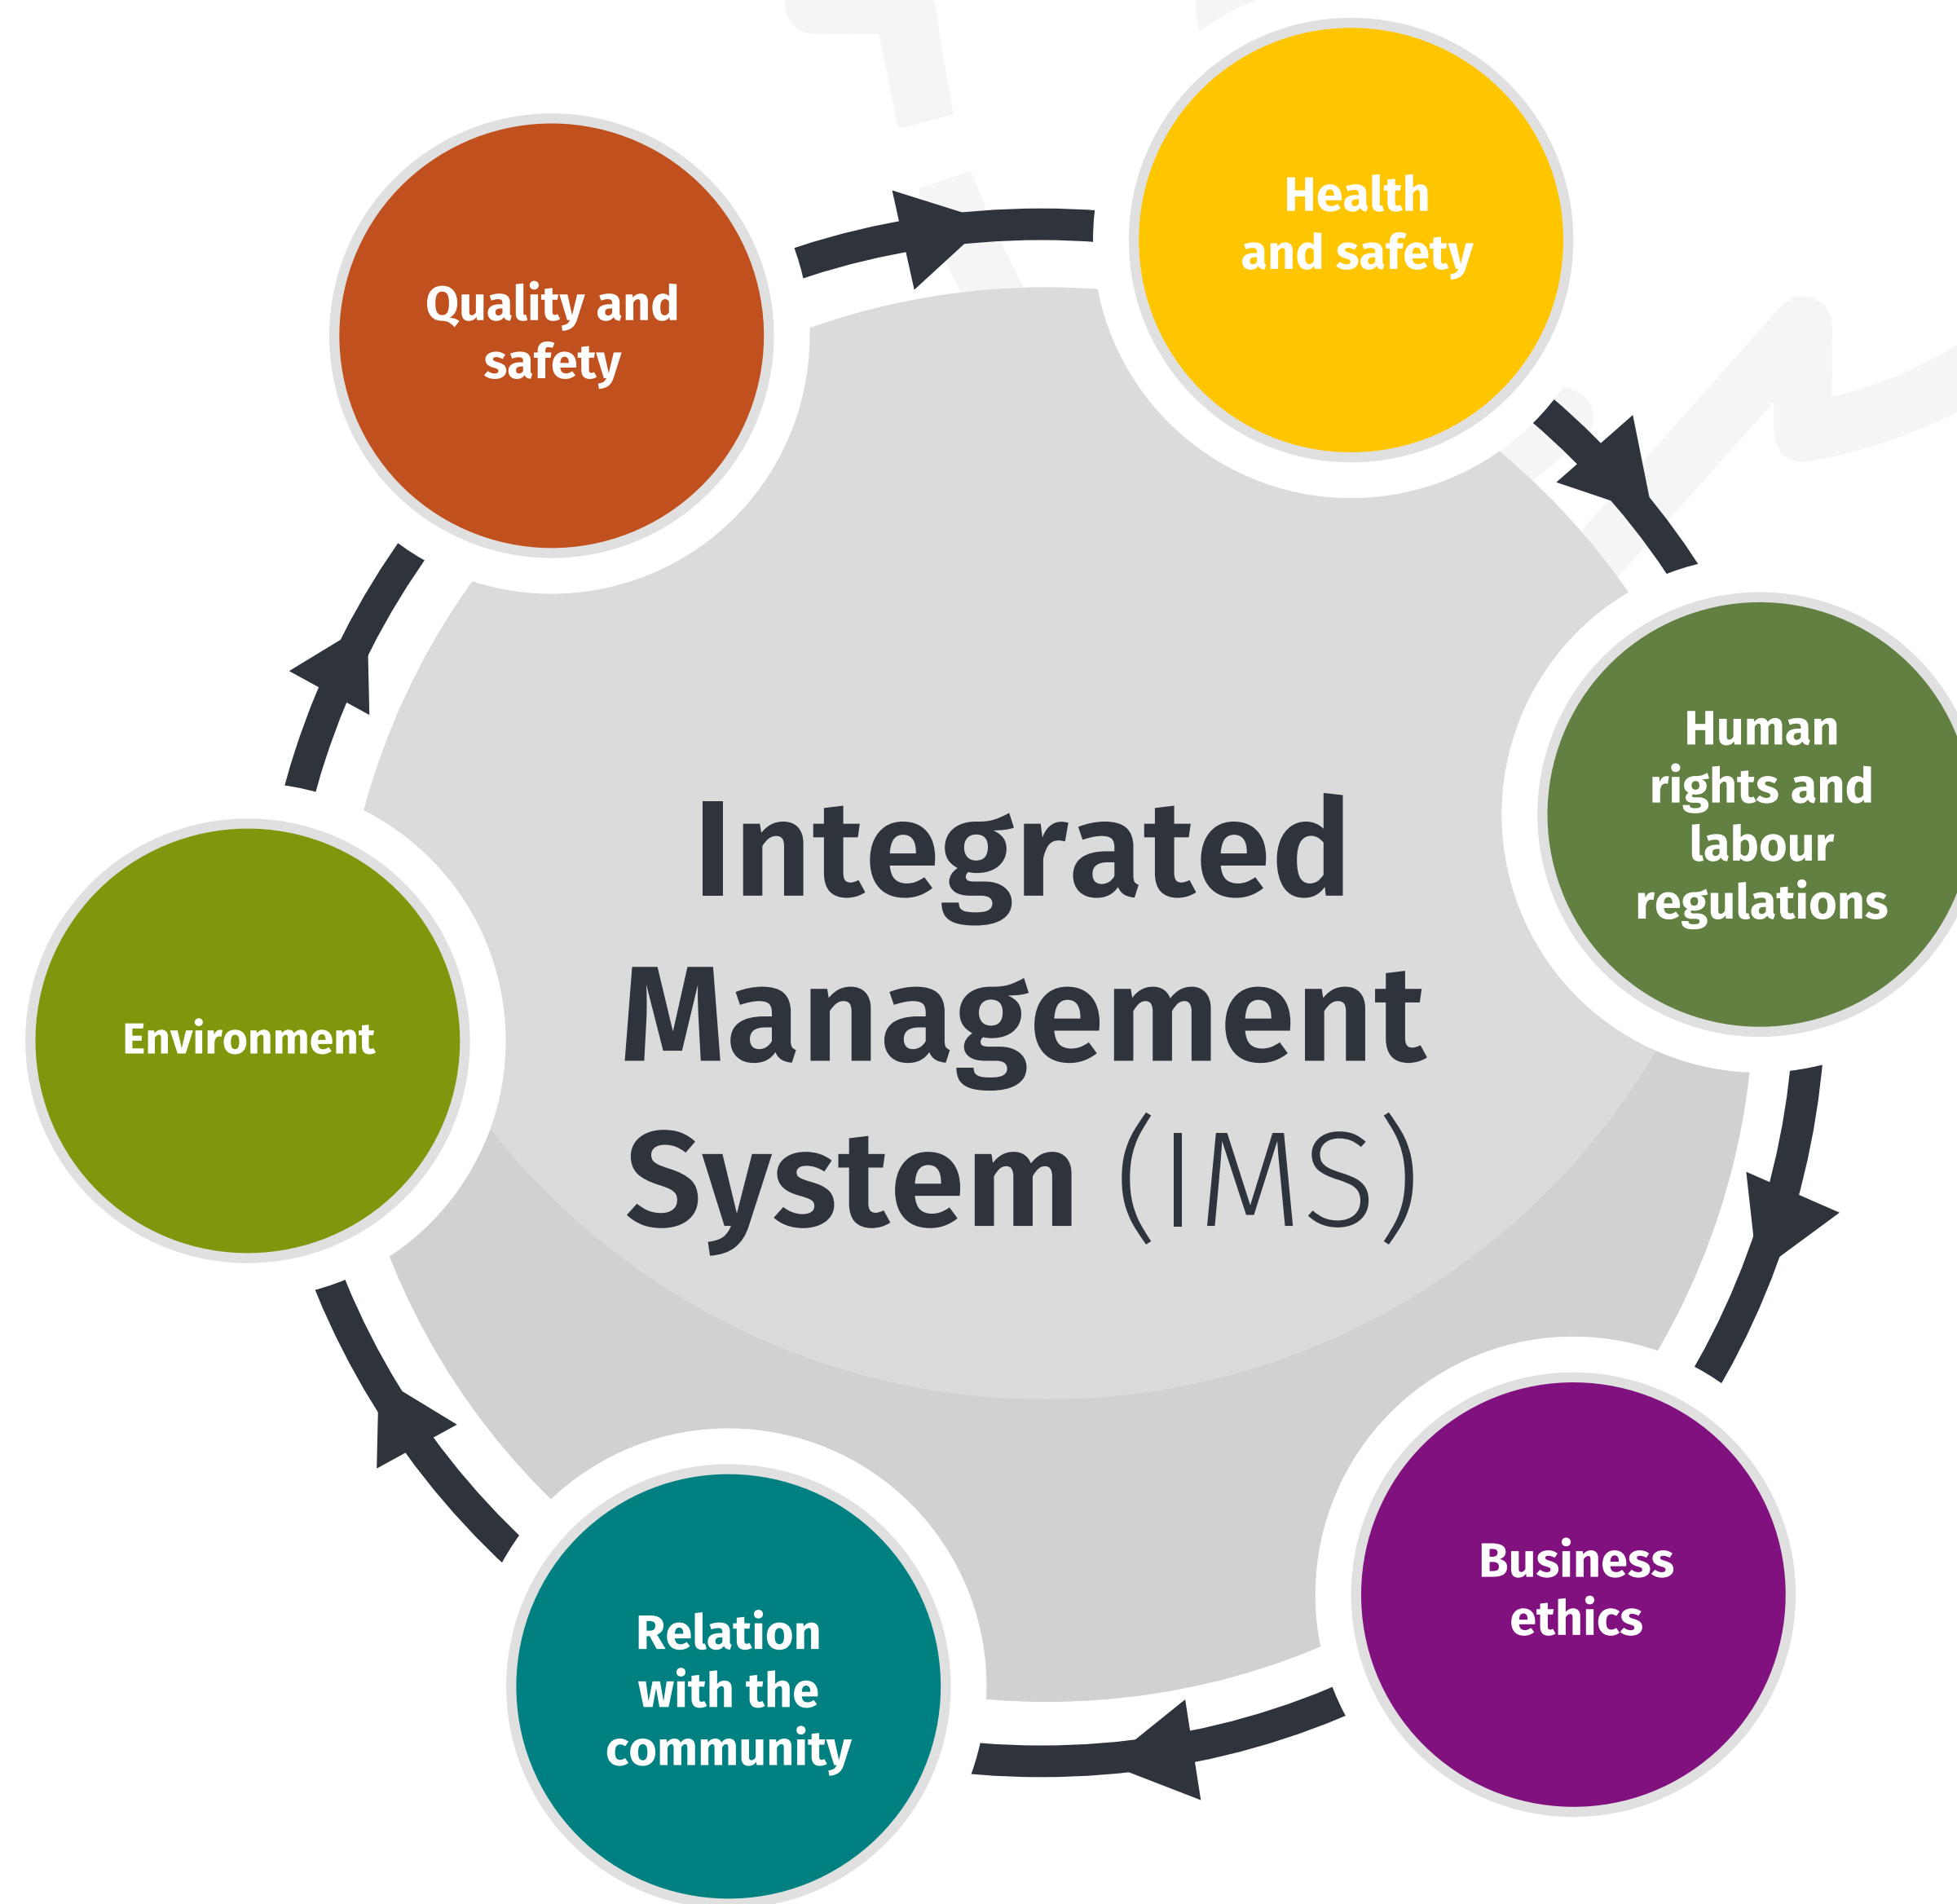 Health
and safety
Quality and
safety
Human
rights and
labour
regulations
Integrated
Management
System (IMS)
Environment
Business
ethics
Relation
with the
community